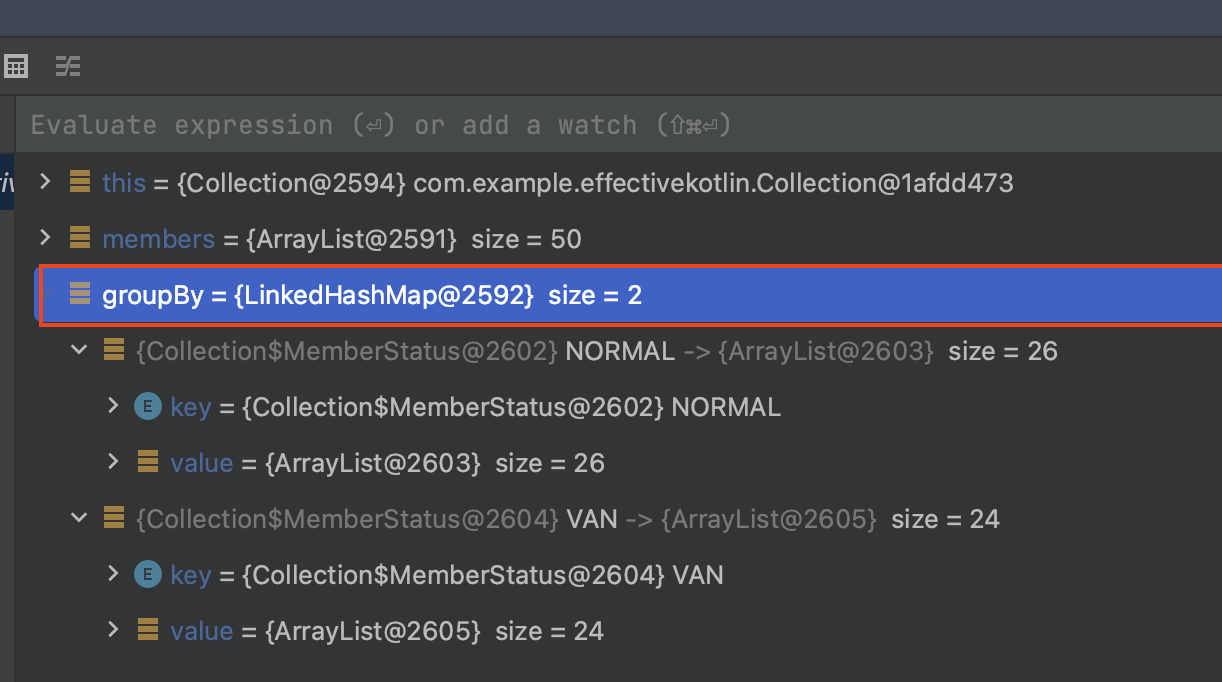 Evaluate expression (⏎) or add a watch (⇧⌘⏎)
this = {Collection@2594} com.example.effectivekotlin.Collection@1afdd473
members = {ArrayList@2591} size = 50
groupBy = {LinkedHashMap@2592} size = 2
{Collection$MemberStatus@2602} NORMAL -> {ArrayList@2603} size = 26
E key = {Collection$MemberStatus@2602} NORMAL
value = {ArrayList@2603} size = 26
{Collection$MemberStatus@2604} VAN -> {ArrayList@2605} size = 24
E key = {Collection$MemberStatus@2604} VAN
value = {ArrayList@2605} size = 24